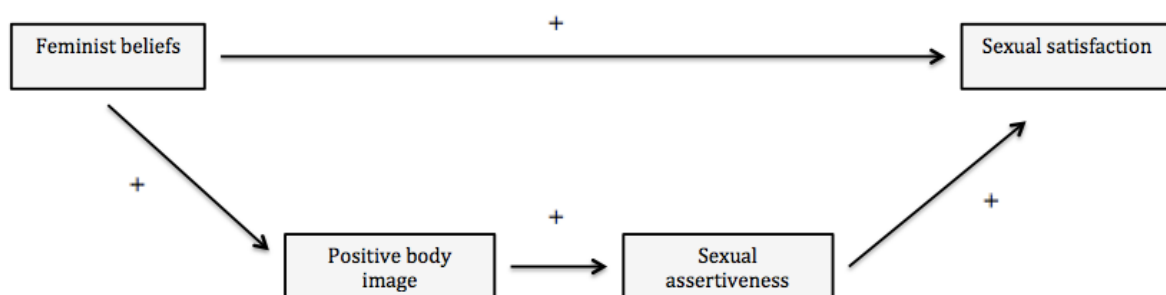 +
Feminist beliefs
Sexual satisfaction
+
+
+
Positive body
image
Sexual
assertiveness